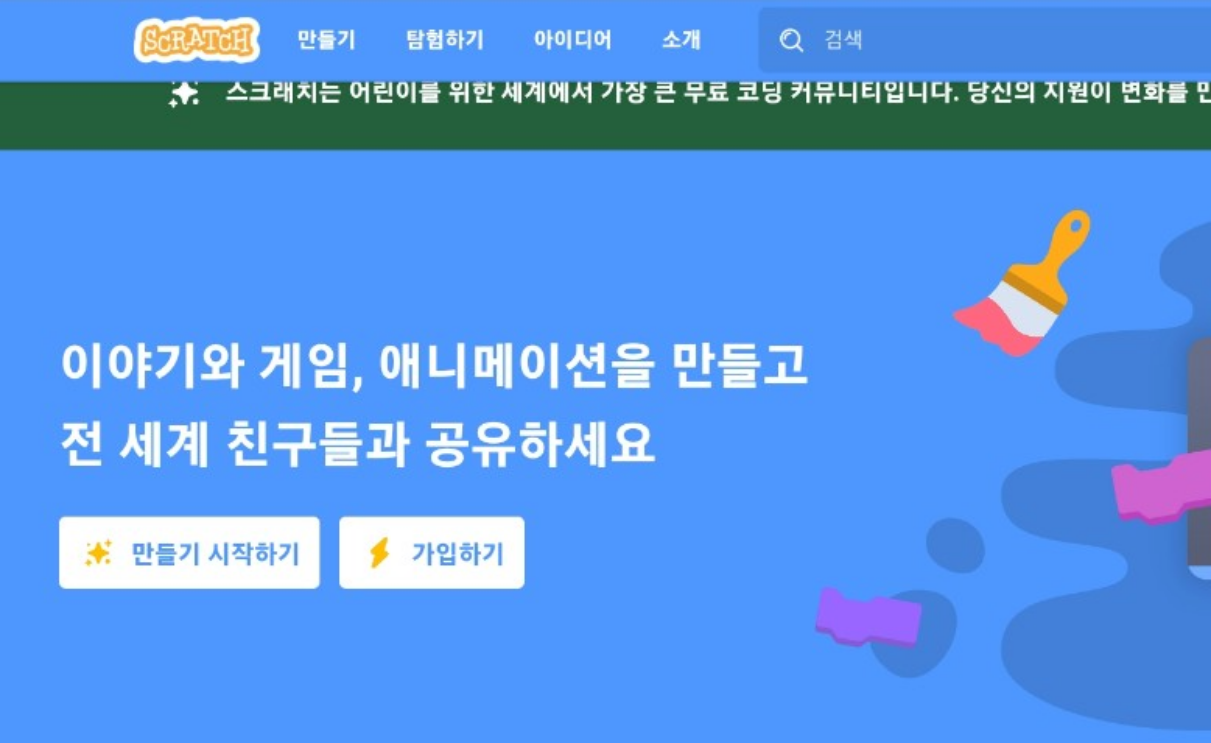 SCRATCH 만들기 탐험하기 아이디어 소개 검색
스크래치는 어린이를 위한 세계에서 가장 큰 무료 코딩 커뮤니티입니다. 당신의 지원이 변화를
이야기와 게임, 애니메이션을 만들고
전 세계 친구들과 공유하세요
만들기 시작하기 가입하기